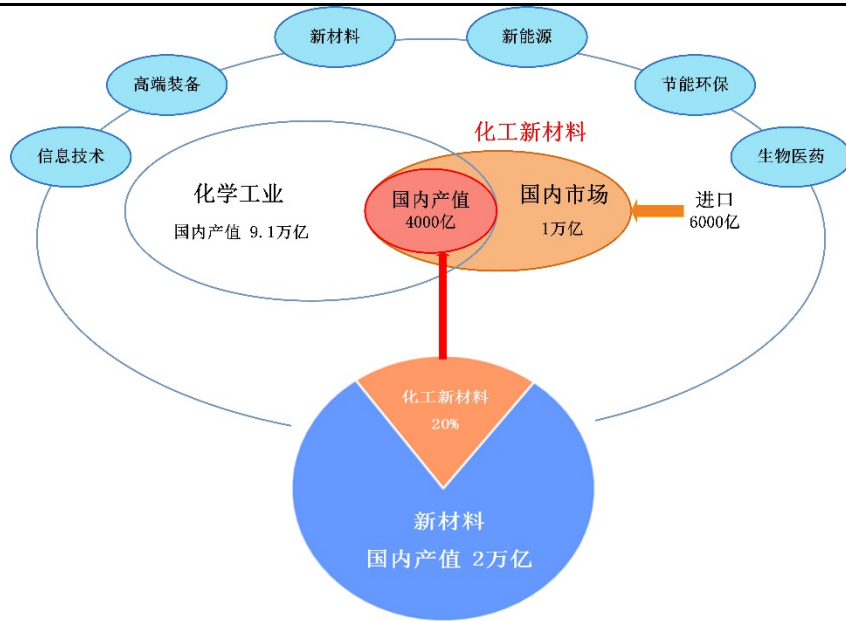 新材料
新能源
高端装备
节能环保
信息技术
生物医药
化工新材料
化学工业
国内产值 9.1万亿
国内产值
4000亿
国内市场
1万亿
进口
6000亿
化工新材料
20%
新材料
国内产值 2万亿